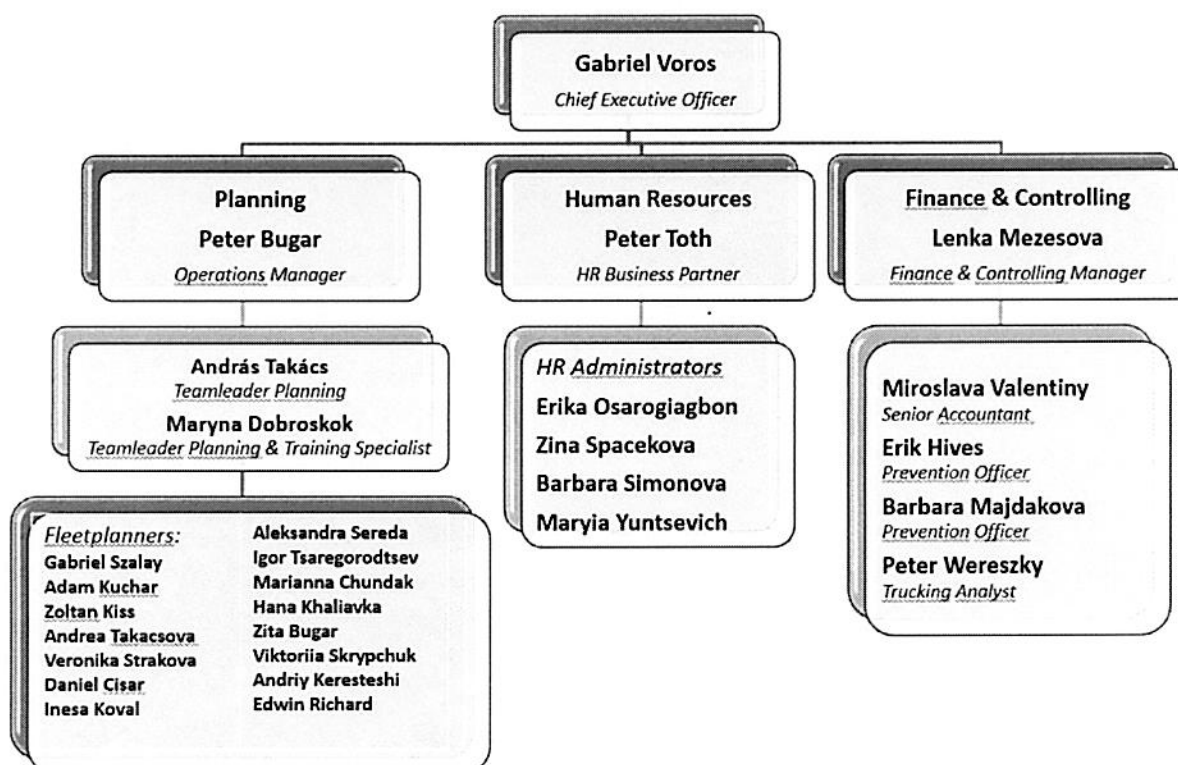 Gabriel Voros
Chief Executive Officer
Planning
Peter Bugar
Operations Manager
Human Resources
Peter Toth
HR Business Partner
Finance & Controlling
Lenka Mezesova
Finance & Controlling Manager
András Takács
Teamleader Planning
Maryna Dobroskok
Teamleader Planning & Training Specialist
HR Administrators
Erika Osarogiagbon
Zina Spacekova
Barbara Simonova
Maryia Yuntsevich
Miroslava Valentiny
Senior Accountant
Erik Hives
Prevention Officer
Barbara Majdakova
Prevention Officer
Peter Wereszky
Trucking Analyst
Fleetplanners:
Gabriel Szalay
Adam Kuchar
Zoltan Kiss
Andrea Takacsova
Veronika Strakova
Daniel Cisar
Inesa Koval
Aleksandra Sereda
Igor Tsaregorodtsev
Marianna Chundak
Hana Khaliavka
Zita Bugar
Viktoriia Skrypchuk
Andriy Keresteshi
Edwin Richard